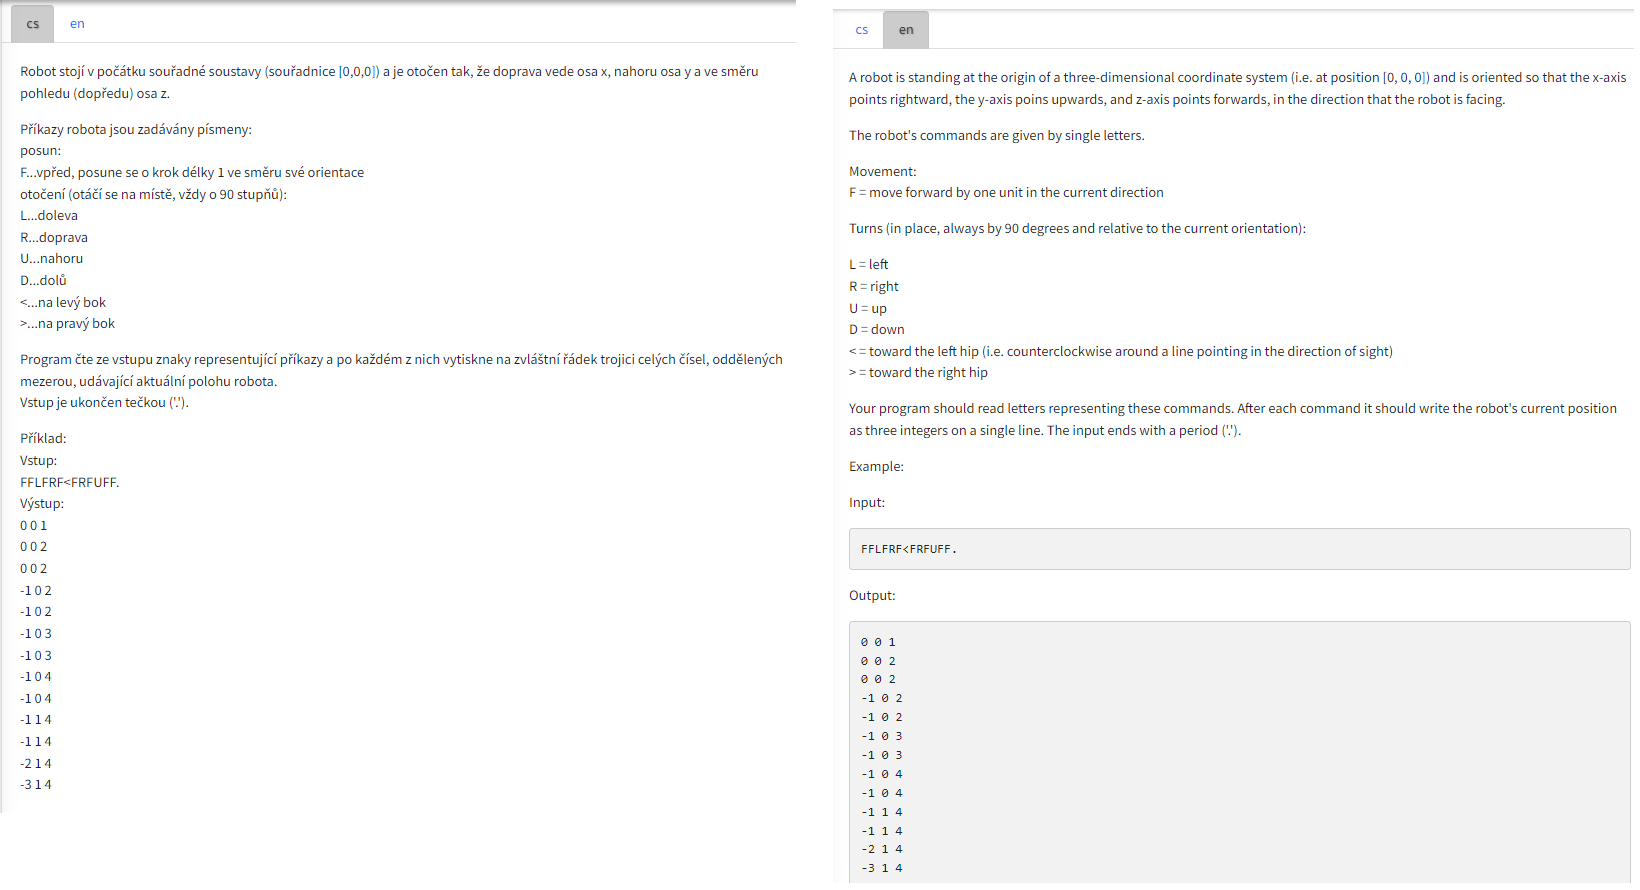 cs en
Robot stojí v počátku souřadné soustavy (souřadnice [0,0,0]) a je otočen tak, že doprava vede osa x, nahoru osa y a ve směru
pohledu (dopředu) osa z.
Příkazy robota jsou zadávány písmeny:
posun:
F...vpřed, posune se o krok délky 1 ve směru své orientace
otočení (otáčí se na místě, vždy o 90 stupňů):
L...doleva
R...doprava
U...nahoru
D...dolů
<...na levý bok
>...na pravý bok
Program čte ze vstupu znaky representující příkazy a po každém z nich vytiskne na zvláštní řádek trojici celých čísel, oddělených
mezerou, udávající aktuální polohu robota.
Vstup je ukončen tečkou ('.').
Příklad:
Vstup:
FFLFRF<FRFUFF.
Výstup:
0 0 1
0 0 2
0 0 2
-1 0 2
-1 0 2
-1 0 3
-1 0 3
-1 0 4
-1 0 4
-1 1 4
-1 1 4
-2 1 4
-3 1 4
cs en
A robot is standing at the origin of a three-dimensional coordinate system (i.e. at position [0, 0, 0]) and is oriented so that the x-axis
points rightward, the y-axis poins upwards, and z-axis points forwards, in the direction that the robot is facing.
The robot's commands are given by single letters.
Movement:
F = move forward by one unit in the current direction
Turns (in place, always by 90 degrees and relative to the current orientation):
L = left
R = right
U = up
D = down
< = toward the left hip (i.e. counterclockwise around a line pointing in the direction of sight)
> = toward the right hip
Your program should read letters representing these commands. After each command it should write the robot's current position
as three integers on a single line. The input ends with a period ('.').
Example:
Input:
FFLFRF<FRFUFF.
Output:
0 0 1
0 0 2
0 0 2
-1 0 2
-1 0 2
-1 0 3
-1 0 3
-1 0 4
-1 0 4
-1 1 4
-1 1 4
-2 1 4
-3 1 4